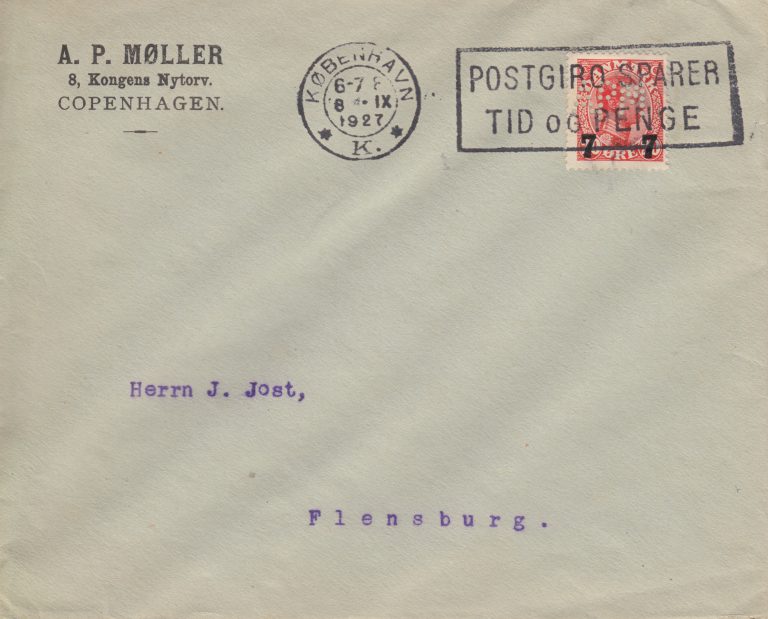 A. P. MØLLER
8, Kongens Nytorv.
COPENHAGEN.
KØBENHAVN
6-7
8 IX
1927
K.
POSTGIRO SPARER
TID og PENGE
7 ØRE 7
Herrn J. Jost,
Flensburg.